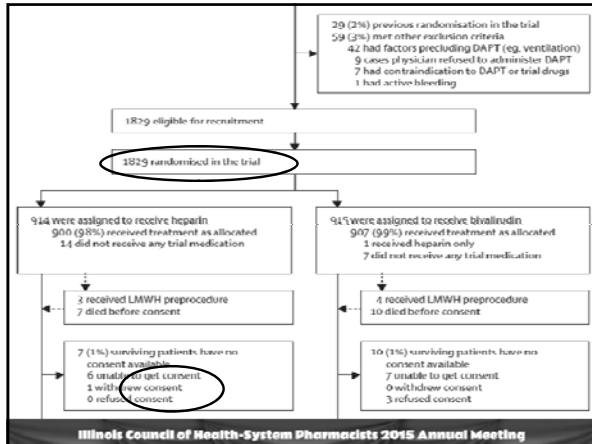 29 (2%) previous randomisation in the trial
59 (3%) met other exclusion criteria
42 had factors precluding DAPT (eg, ventilation)
9 cases physician refused to administer DAPT
7 had contraindication to DAPT or trial drugs
1 had active bleeding
1829 eligible for recruitment
1829 randomised in the trial
914 were assigned to receive heparin
900 (98%) received treatment as allocated
14 did not receive any trial medication
915 were assigned to receive bivalirudin
907 (99%) received treatment as allocated
1 received heparin only
7 did not receive any trial medication
3 received LMWH preprocedure
7 died before consent
4 received LMWH preprocedure
10 died before consent
7 (1%) surviving patients have no
consent available
6 unable to get consent
1 withdrew consent
0 refused consent
10 (1%) surviving patients have no
consent available
7 unable to get consent
0 withdrew consent
3 refused consent
Illinois Council of Health-System Pharmacists 2015 Annual Meeting